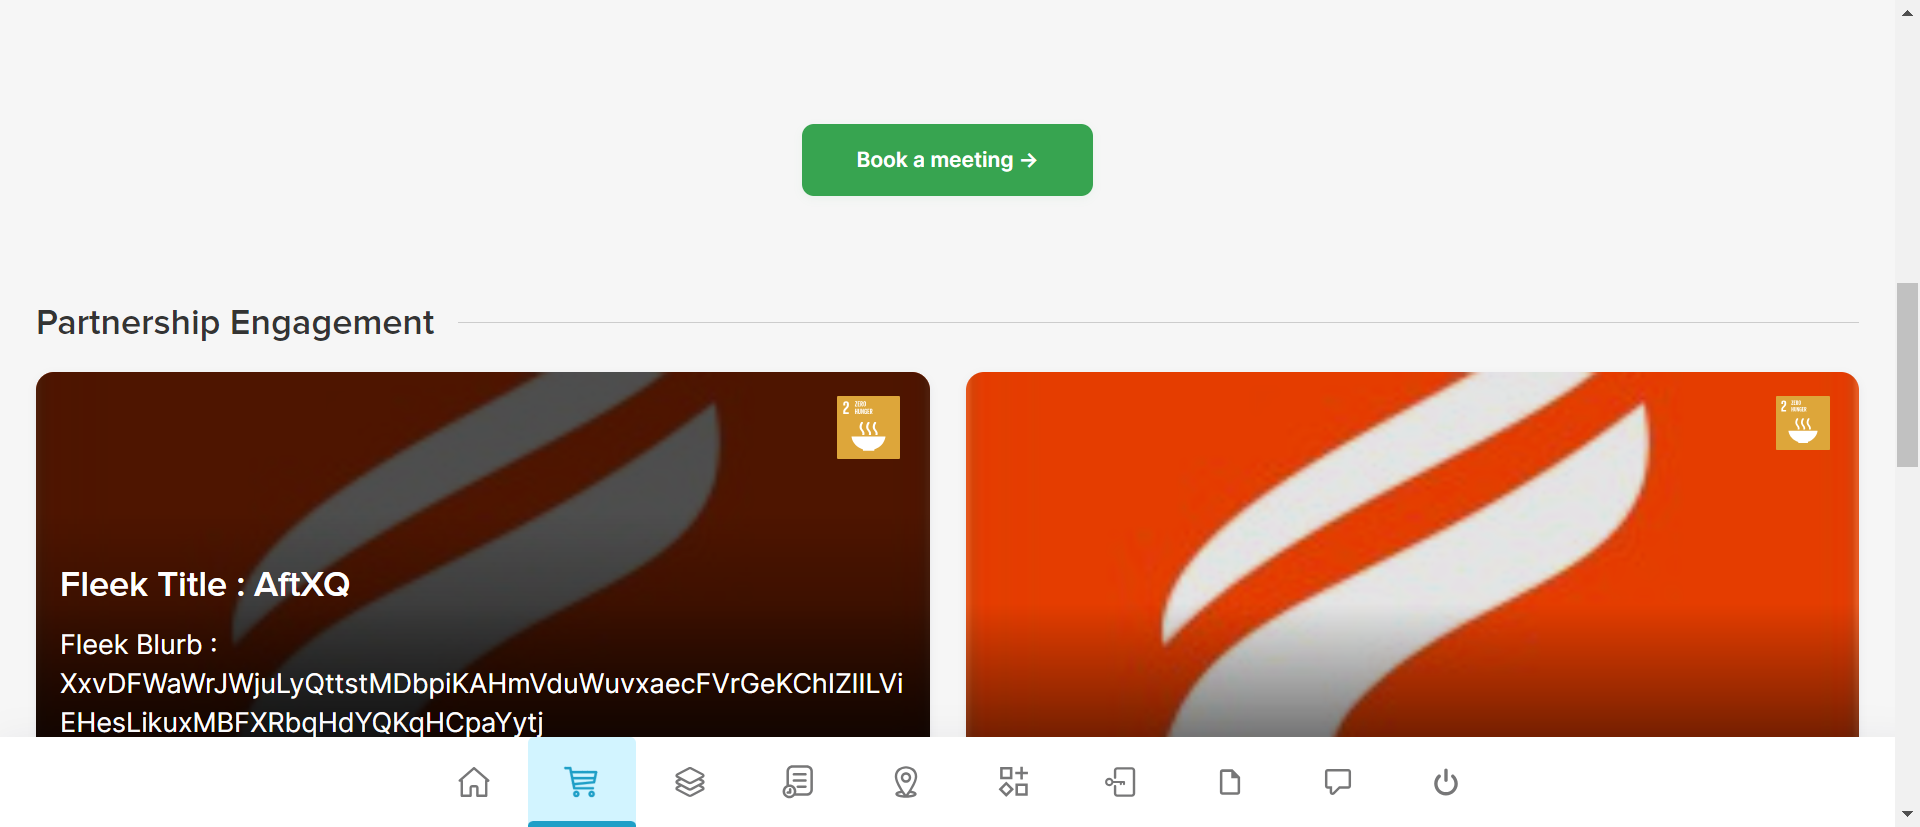 Book a meeting →
Partnership Engagement
2 ZERO
HUNGER
2 ZERO
HUNGER
Fleek Title : AftXQ
Fleek Blurb :
XxvDFWaWrJWjuLyQttstMDbpiKAHmVduWuvxaecFVrGeKChIZIILVi
EHesLikuxMBFXRbqHdYQKqHCpaYytj